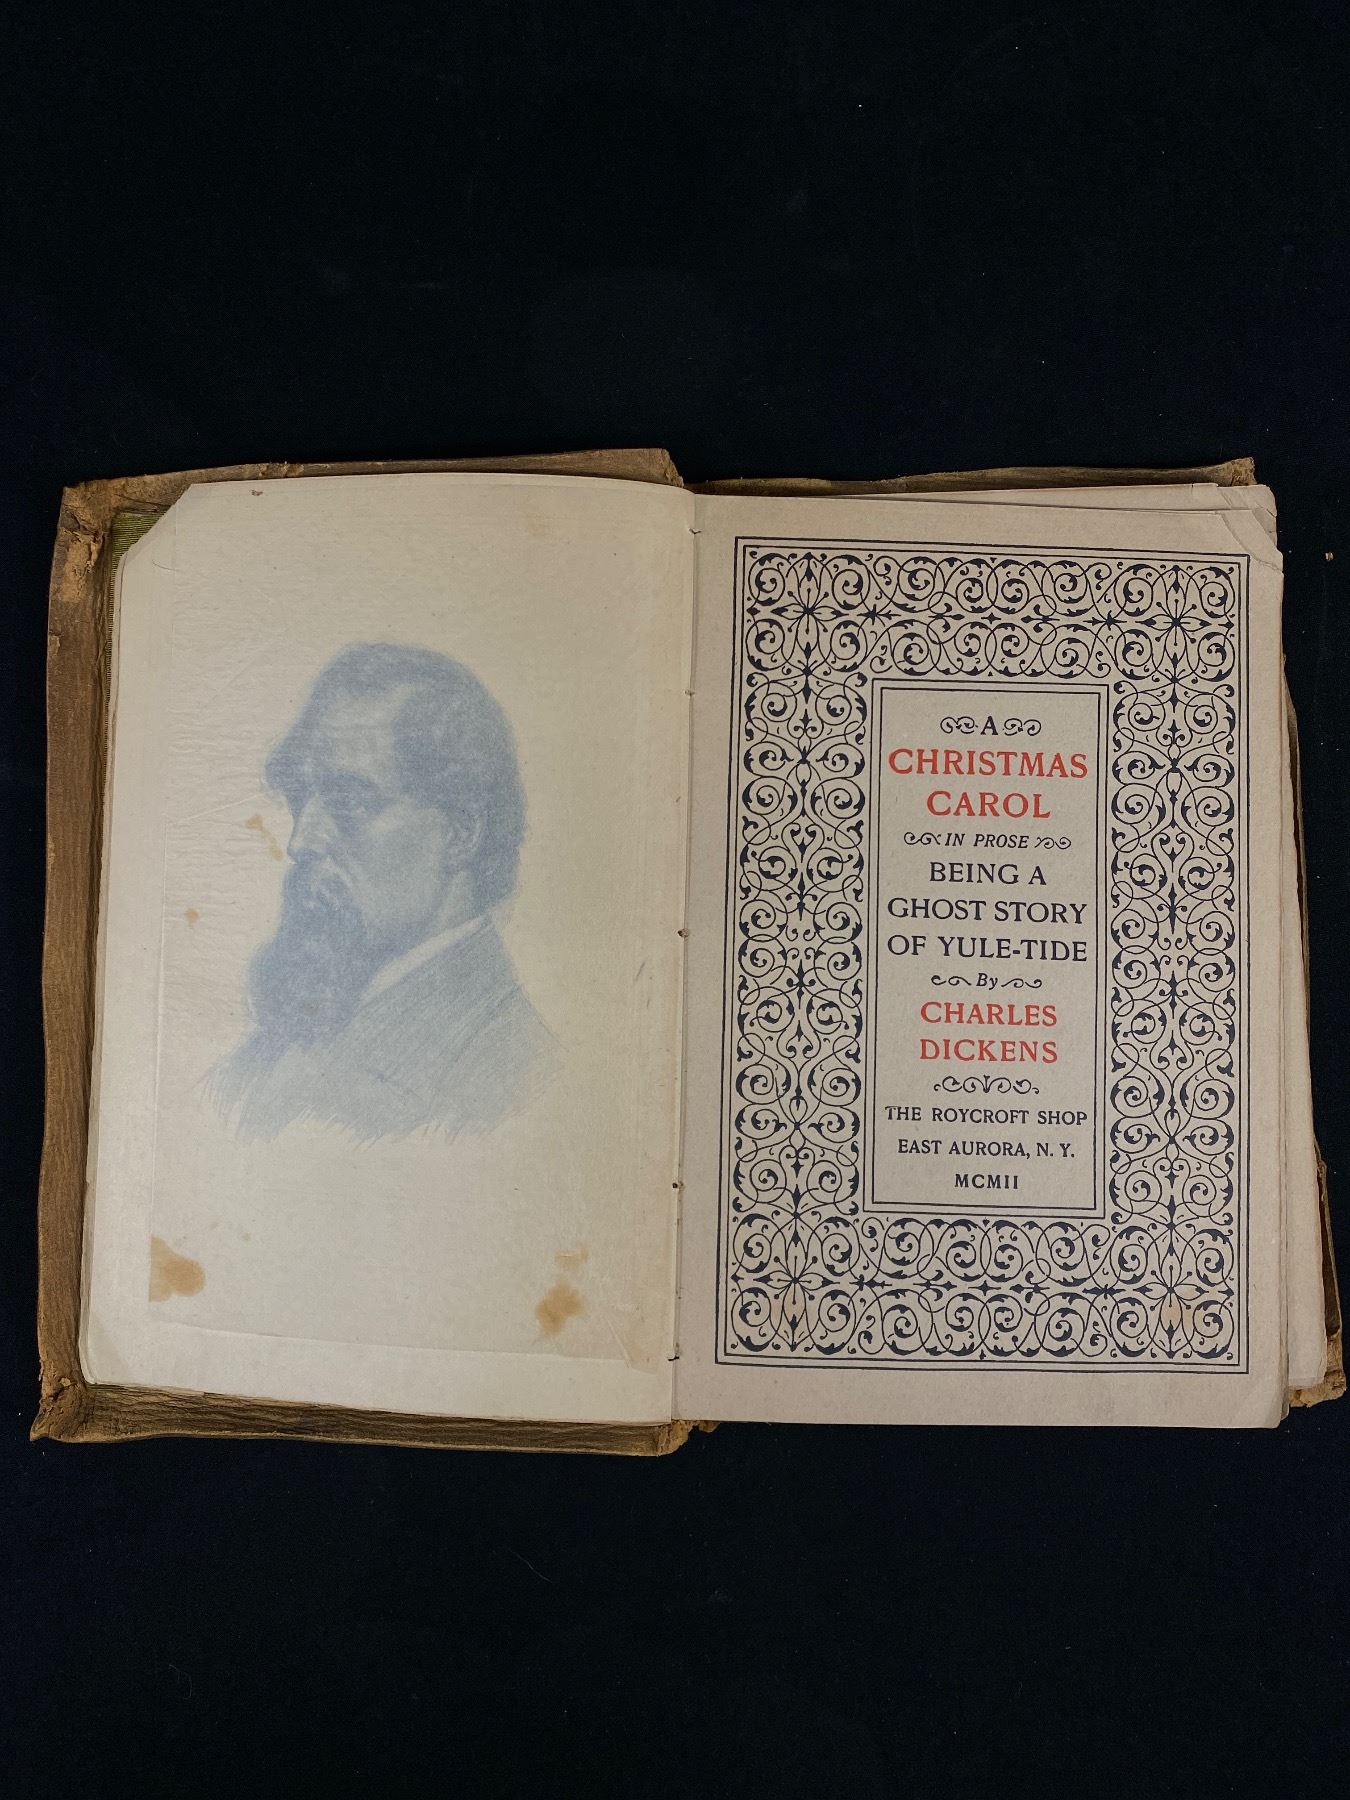 A
CHRISTMAS
CAROL
IN PROSE
BEING A
GHOST STORY
OF YULE-TIDE
By
CHARLES
DICKENS
THE ROYCROFT SHOP
EAST AURORA, N. Y.
MCMII